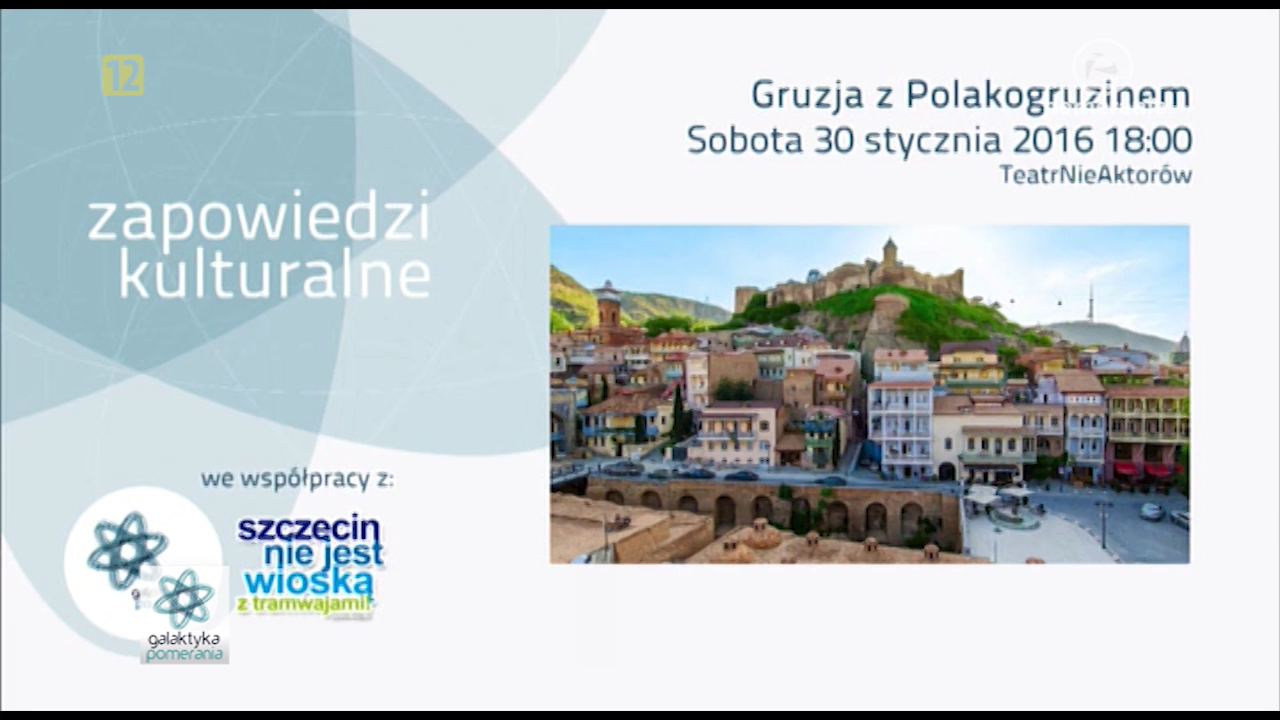 12
Gruzja z Polakogruzinem
Sobota 30 stycznia 2016 18:00
TeatrNieAktorów
zapowiedzi
kulturalne
we współpracy z:
szczecin
nie jest
wioską
z tramwajami!
galaktyka
pomerania